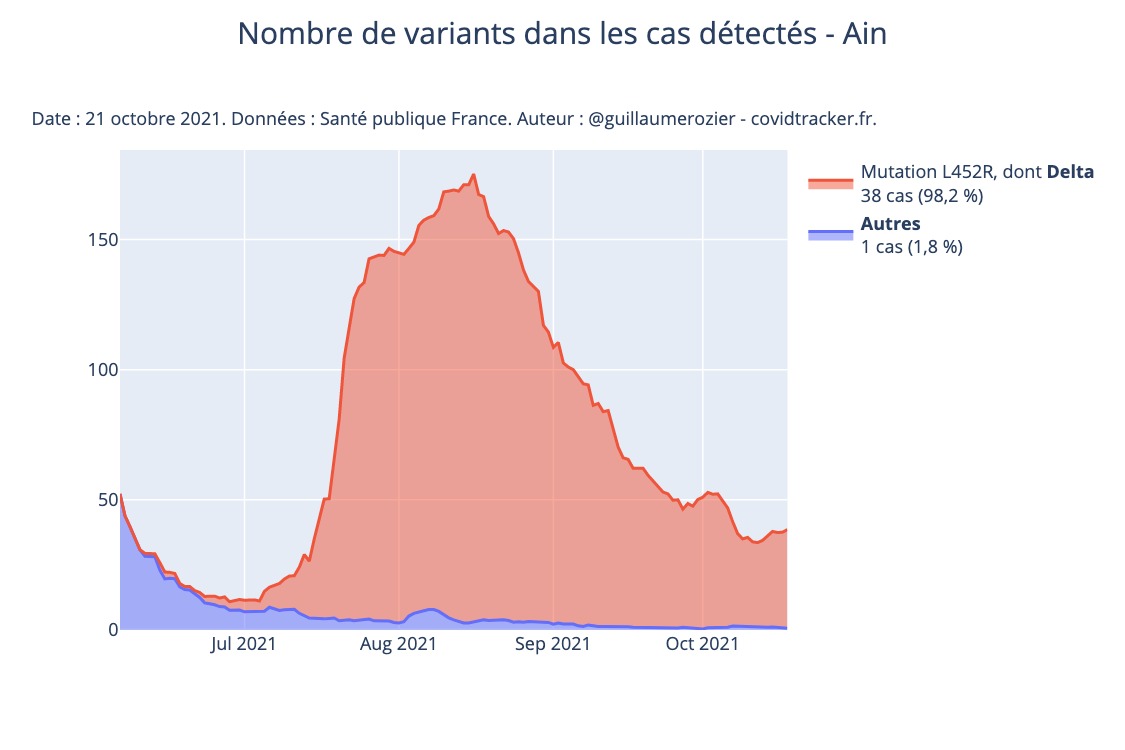 Nombre de variants dans les cas détectés - Ain
Date : 21 octobre 2021. Données : Santé publique France. Auteur : @guillaumerozier - covidtracker.fr.
Mutation L452R, dont Delta
38 cas (98,2 %)
Autres
1 cas (1,8 %)
150
100
50
0
Jul 2021
Aug 2021
Sep 2021
Oct 2021